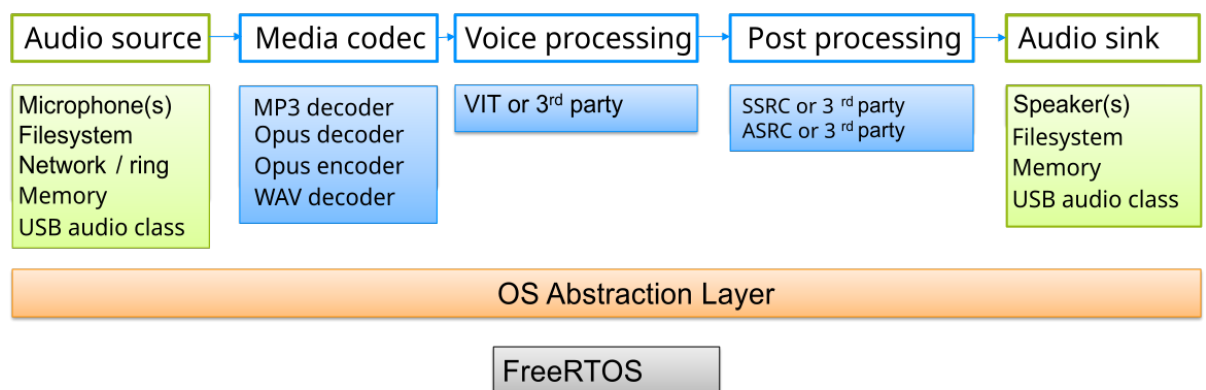 Audio source
Media codec
Voice processing
Post processing
Audio sink
Microphone(s)
Filesystem
Network / ring
Memory
USB audio class
MP3 decoder
Opus decoder
Opus encoder
WAV decoder
VIT or 3rd party
SSRC or 3 rd party
ASRC or 3 rd party
Speaker(s)
Filesystem
Memory
USB audio class
OS Abstraction Layer
FreeRTOS